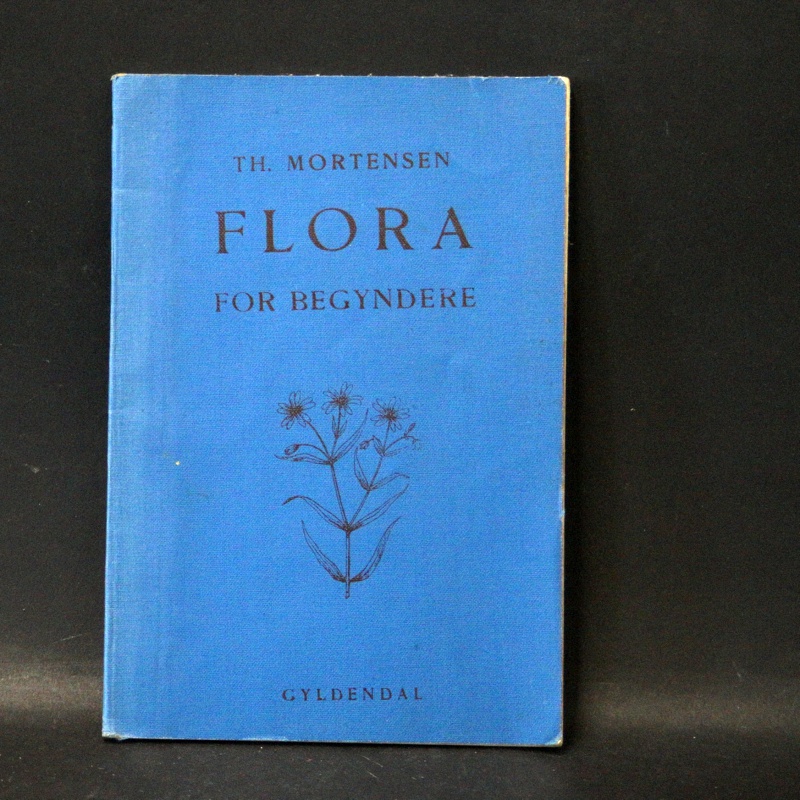 TH. MORTENSEN
FLORA
FOR BEGYNDERE
GYLDENDAL